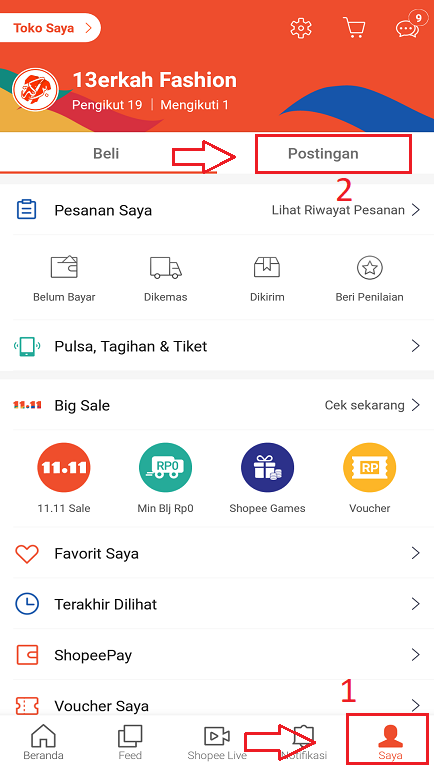 Toko Saya
9
13erkah Fashion
Pengikut 19 | Mengikuti 1
Beli
Postingan
2
Pesanan Saya
Lihat Riwayat Pesanan
Belum Bayar
Dikemas
Dikirim
Beri Penilaian
Pulsa, Tagihan & Tiket
11.11
Big Sale
Cek sekarang
11.11
RP0
RP
11.11 Sale
Min Blj Rp0
Shopee Games
Voucher
Favorit Saya
Terakhir Dilihat
ShopeePay
Voucher Saya
1
Beranda
Feed
Shopee Live
Notifikasi
Saya